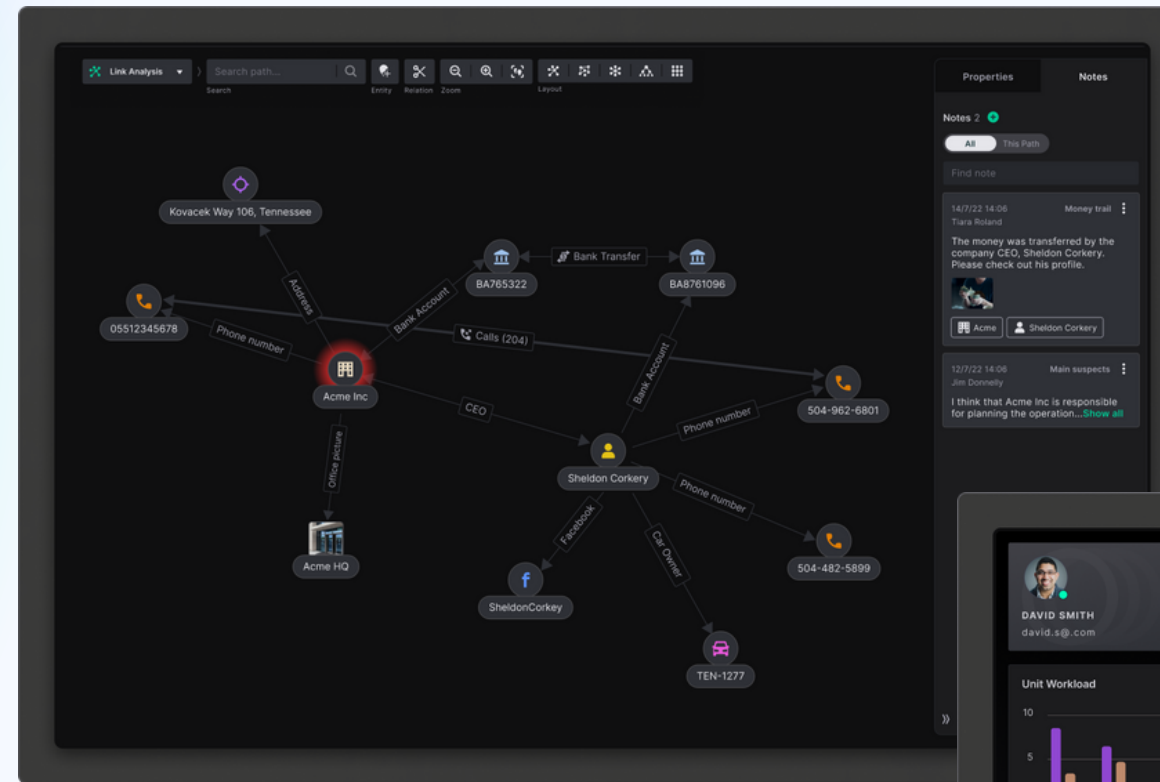 Link Analysis
Search path...
Search
Entity
Relation
Zoom
Layout
Properties
Notes
Notes 2
All
This Path
Find note
14/7/22 14:06
Money trail
Tiara Roland
The money was transferred by the
company CEO, Sheldon Corkery.
Please check out his profile.
Acme
Sheldon Corkery
12/7/22 14:06
Main suspects
Jim Donnelly
I think that Acme Inc is responsible
for planning the operation...Show all
Kovacek Way 106, Tennessee
Address
BA765322
Bank Transfer
BA8761096
Bank Account
05512345678
Phone number
Calls (204)
Acme Inc
CEO
Bank Account
504-962-6801
Phone number
Office picture
Sheldon Corkery
Phone number
Acme HQ
Facebook
Car Owner
504-482-5899
f
SheldonCorkey
TEN-1277
DAVID SMITH
david.s@.com
Unit Workload
10
5